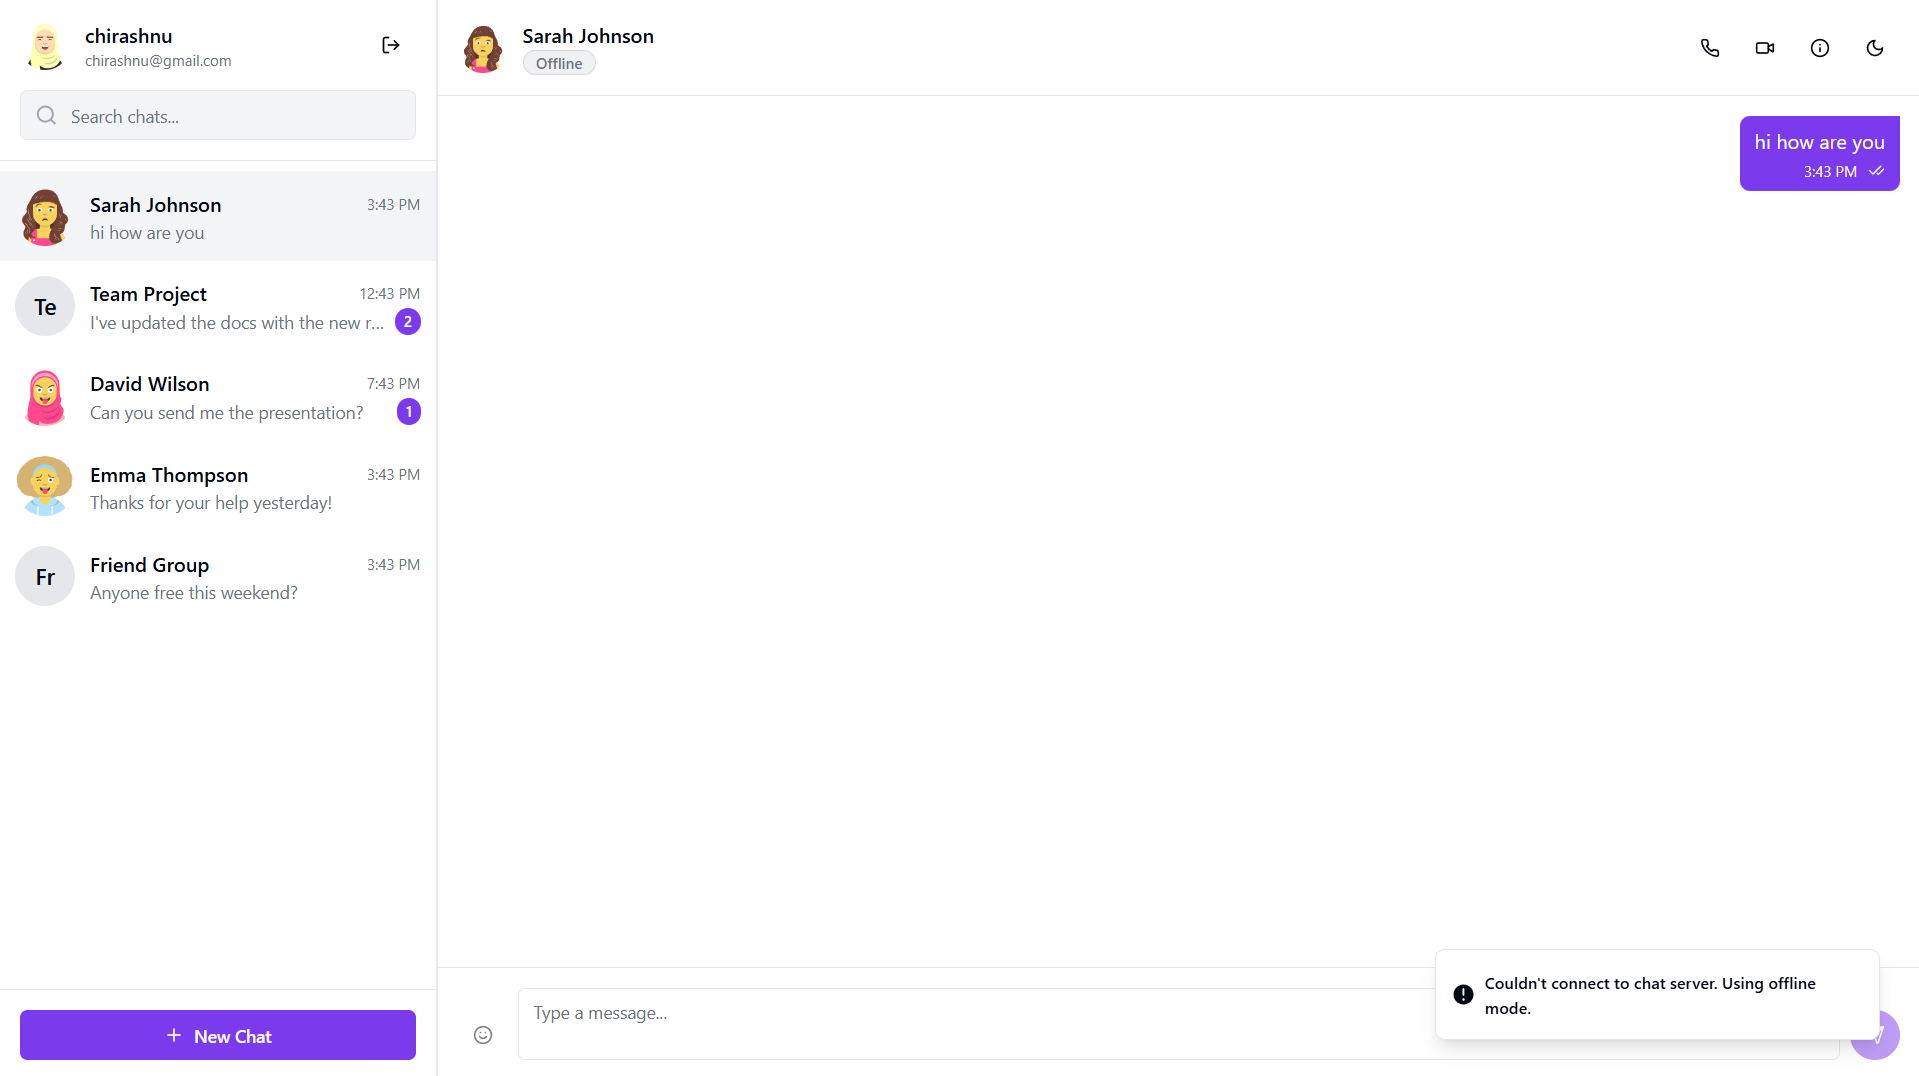 chirashnu
chirashnu@gmail.com
Search chats...
Sarah Johnson 3:43 PM
hi how are you
Te
Team Project 12:43 PM
I've updated the docs with the new r... 2
David Wilson 7:43 PM
Can you send me the presentation? 1
Emma Thompson 3:43 PM
Thanks for your help yesterday!
Fr
Friend Group 3:43 PM
Anyone free this weekend?
New Chat
Sarah Johnson
Offline
hi how are you
3:43 PM
Type a message...
Couldn't connect to chat server. Using offline
mode.